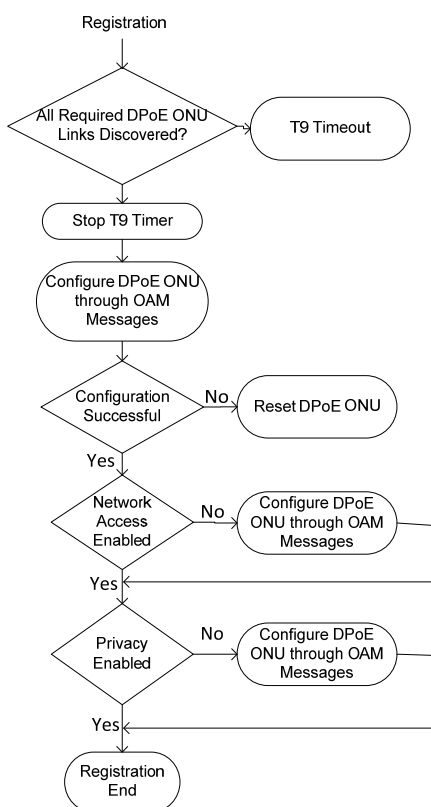 Registration
All Required DPoE ONU
Links Discovered?
T9 Timeout
Stop T9 Timer
Configure DPoE ONU
through OAM
Messages
Configuration
Successful
No
Reset DPoE ONU
Yes
Network
Access
Enabled
No
Configure DPoE
ONU through OAM
Messages
Yes
Privacy
Enabled
No
Configure DPoE
ONU through OAM
Messages
Yes
Registration
End